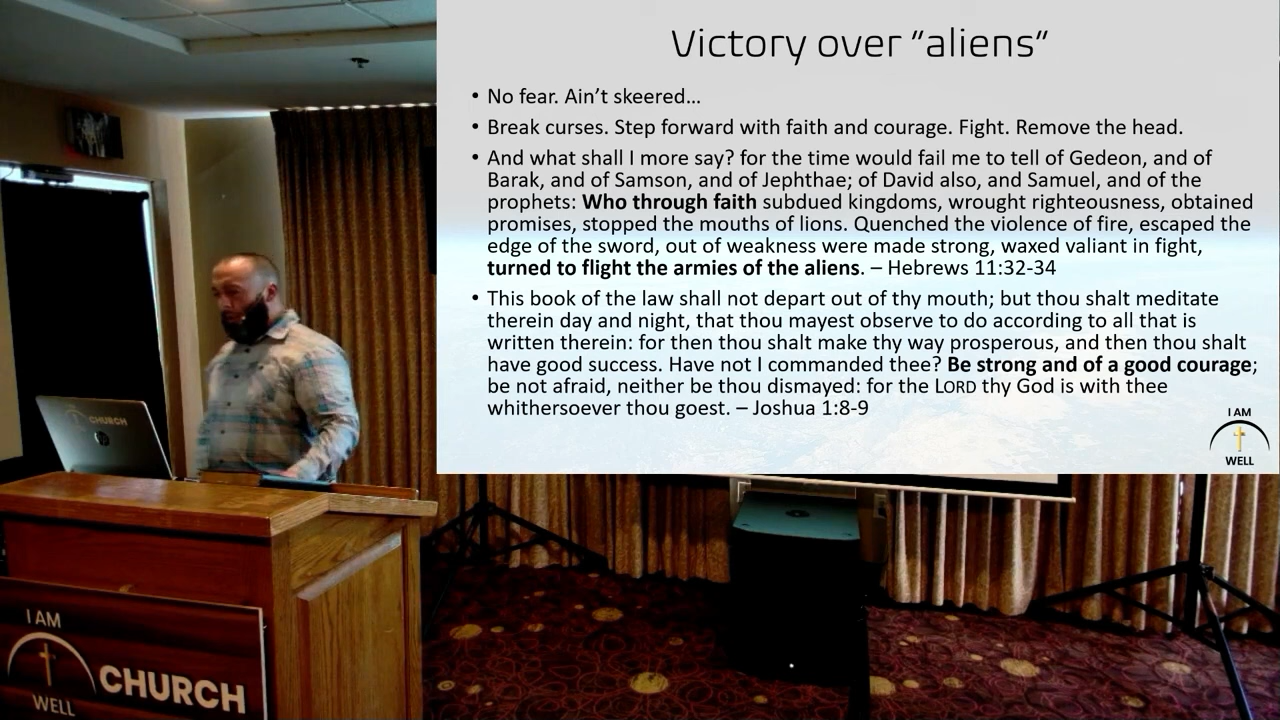 Victory over “aliens”
• No fear. Ain’t skeered…
• Break curses. Step forward with faith and courage. Fight. Remove the head.
• And what shall I more say? for the time would fail me to tell of Gedeon, and of
Barak, and of Samson, and of Jephthae; of David also, and Samuel, and of the
prophets: Who through faith subdued kingdoms, wrought righteousness, obtained
promises, stopped the mouths of lions. Quenched the violence of fire, escaped the
edge of the sword, out of weakness were made strong, waxed valiant in fight,
turned to flight the armies of the aliens. – Hebrews 11:32-34
• This book of the law shall not depart out of thy mouth; but thou shalt meditate
therein day and night, that thou mayest observe to do according to all that is
written therein: for then thou shalt make thy way prosperous, and then thou shalt
have good success. Have not I commanded thee? Be strong and of a good courage;
be not afraid, neither be thou dismayed: for the LORD thy God is with thee
whithersoever thou goest. – Joshua 1:8-9
I AM
WELL
CHURCH
hp
I AM
CHURCH
WELL